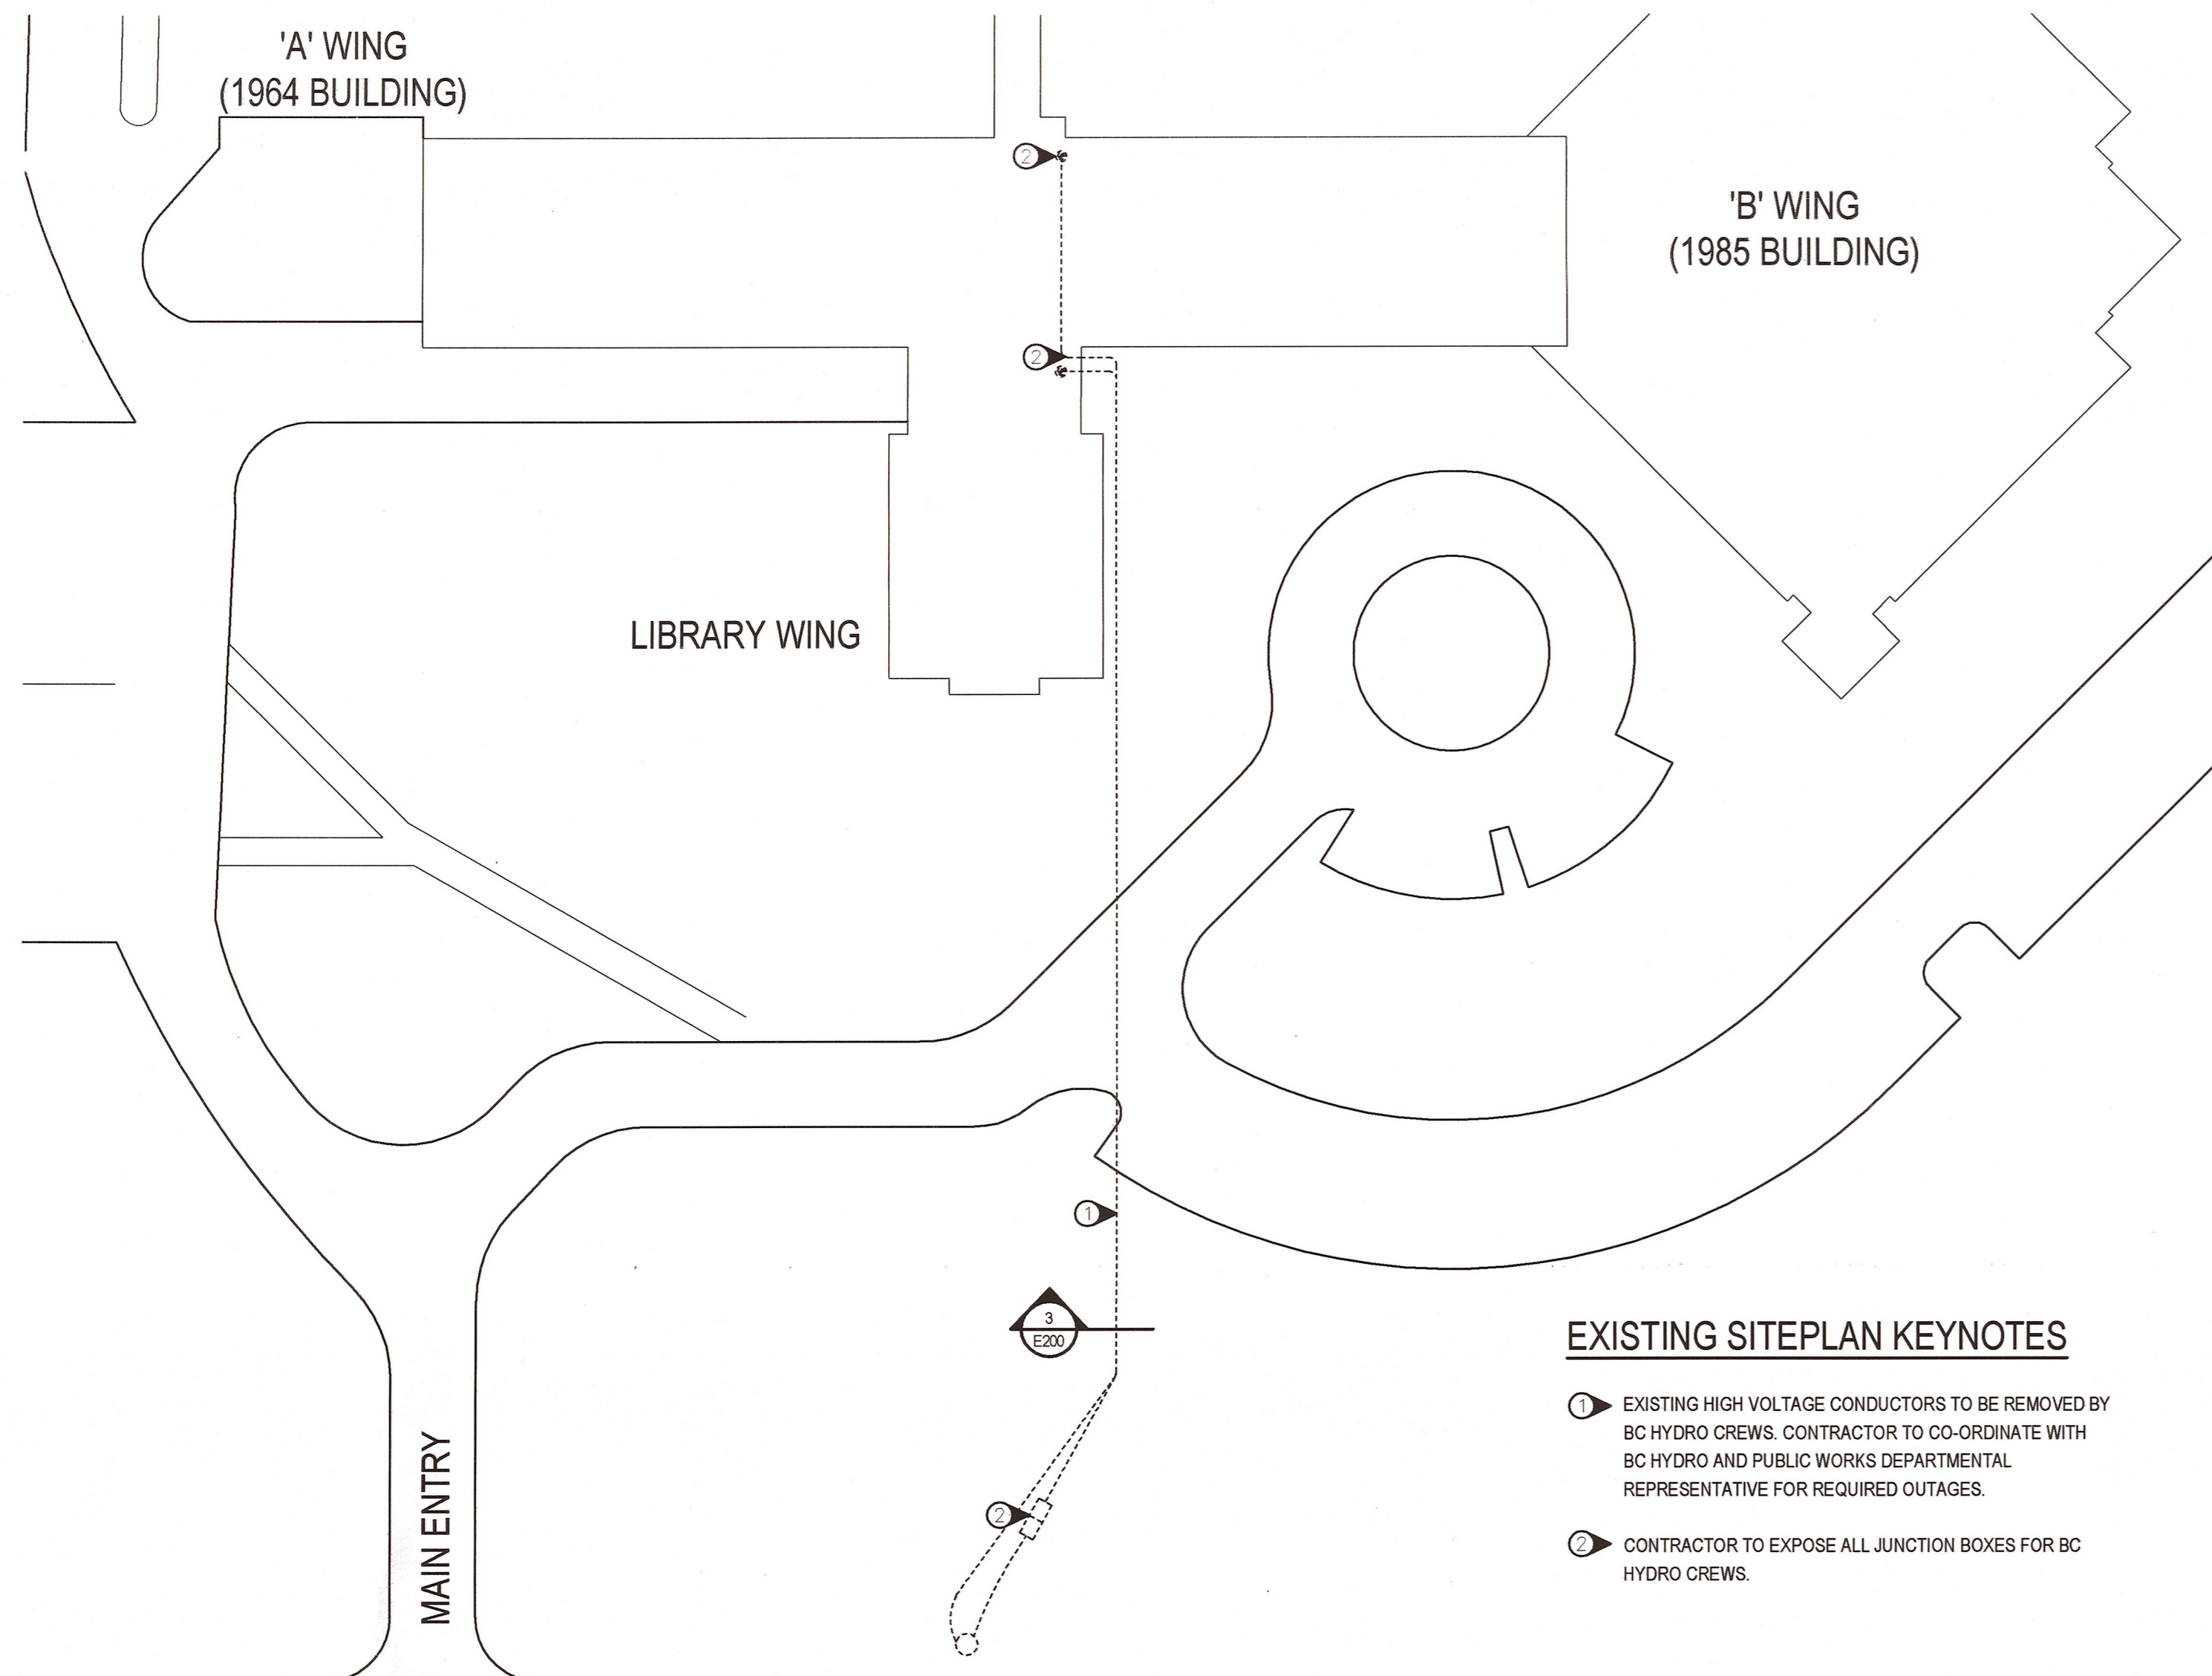 'A' WING
(1964 BUILDING)
2
'B' WING
(1985 BUILDING)
2
LIBRARY WING
1
3
E200
EXISTING SITEPLAN KEYNOTES
1 EXISTING HIGH VOLTAGE CONDUCTORS TO BE REMOVED BY
BC HYDRO CREWS. CONTRACTOR TO CO-ORDINATE WITH
BC HYDRO AND PUBLIC WORKS DEPARTMENTAL
REPRESENTATIVE FOR REQUIRED OUTAGES.
MAIN ENTRY
2
2 CONTRACTOR TO EXPOSE ALL JUNCTION BOXES FOR BC
HYDRO CREWS.